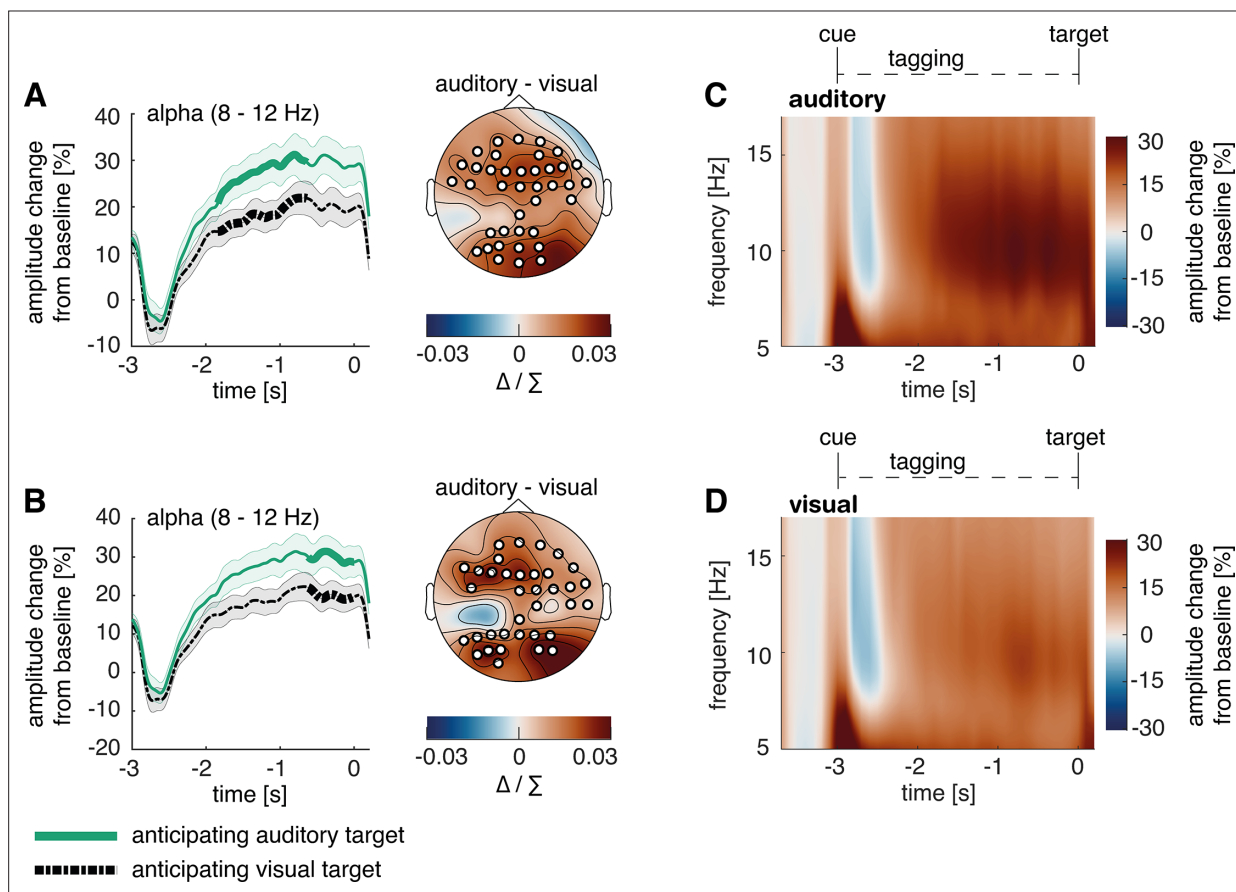 A
alpha (8 - 12 Hz)
amplitude change
from baseline [%]
40
30
20
10
0
-10
-3
-2
-1
0
time [s]
auditory - visual
-0.03
0
0.03
Δ / ∑
C
cue
tagging
target
auditory
frequency [Hz]
15
10
5
-3
-2
-1
0
time [s]
30
15
0
-15
-30
amplitude change
from baseline [%]
B
alpha (8 - 12 Hz)
amplitude change
from baseline [%]
40
30
20
10
0
-10
-20
-3
-2
-1
0
time [s]
auditory - visual
-0.03
0
0.03
Δ / ∑
D
cue
tagging
target
visual
frequency [Hz]
15
10
5
-3
-2
-1
0
time [s]
30
15
0
-15
-30
amplitude change
from baseline [%]
anticipating auditory target
anticipating visual target